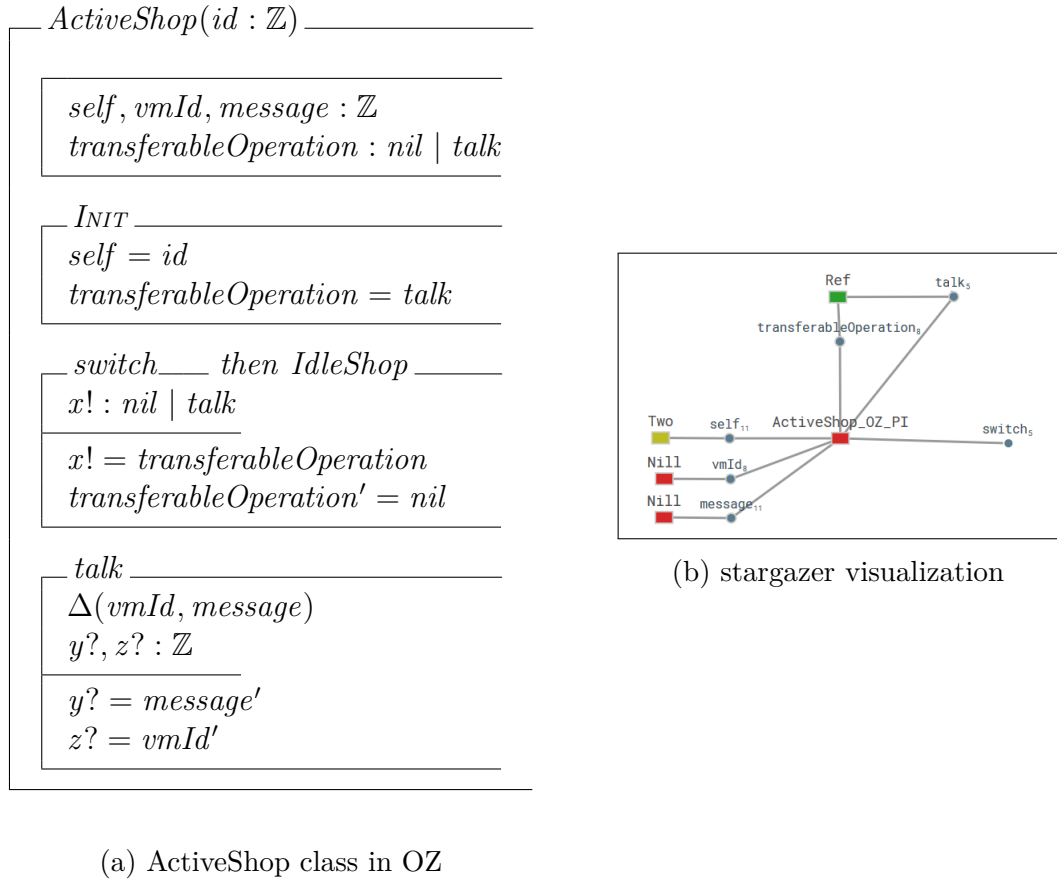 ActiveShop(id : ℤ)
self, vmId, message : ℤ
transferableOperation : nil | talk
INIT
self = id
transferableOperation = talk
switch then IdleShop
x! : nil | talk
x! = transferableOperation
transferableOperation′ = nil
talk
Δ(vmId, message)
y?, z? : ℤ
y? = message′
z? = vmId′
(a) ActiveShop class in OZ
Ref
talk₅
transferableOperation₈
Two
self₁₁
ActiveShop_OZ_PI
switch₅
Nill
vmId₈
Nill
message₁₁
(b) stargazer visualization